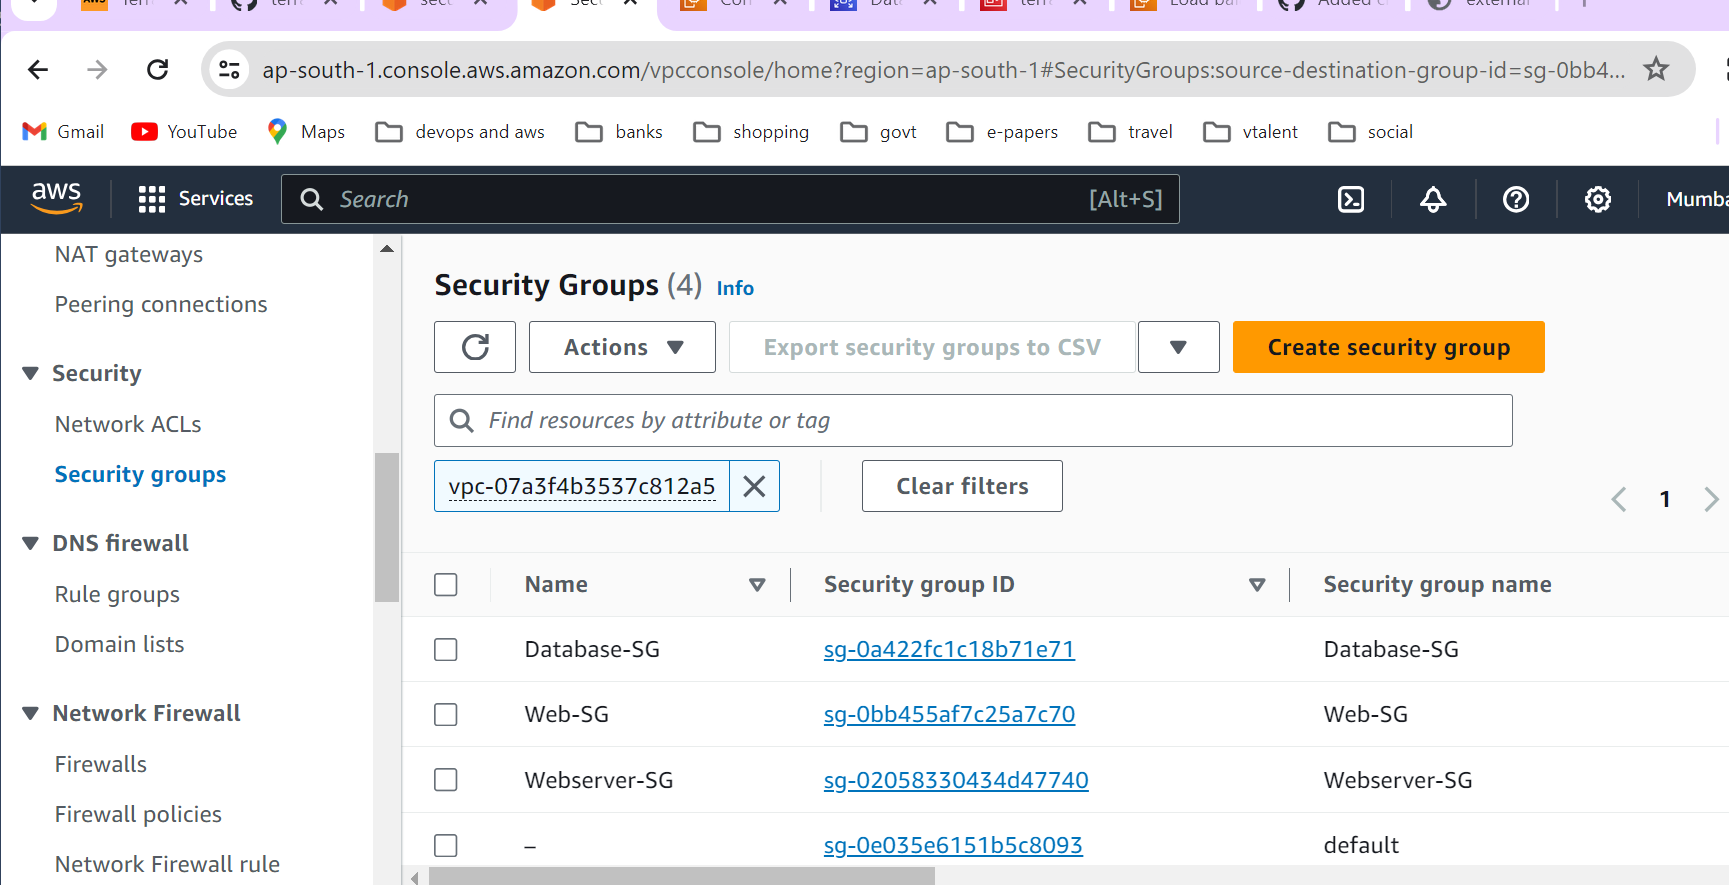 ap-south-1.console.aws.amazon.com/vpcconsole/home?region=ap-south-1#SecurityGroups:source-destination-group-id=sg-0bb4...
Gmail YouTube Maps devops and aws banks shopping govt e-papers travel vtalent social
aws Services Search [Alt+S]
NAT gateways
Peering connections
Security
Network ACLs
Security groups
DNS firewall
Rule groups
Domain lists
Network Firewall
Firewalls
Firewall policies
Network Firewall rule
Security Groups (4) Info
Actions Export security groups to CSV Create security group
Find resources by attribute or tag
vpc-07a3f4b3537c812a5 Clear filters 1
Name Security group ID Security group name
Database-SG sg-0a422fc1c18b71e71 Database-SG
Web-SG sg-0bb455af7c25a7c70 Web-SG
Webserver-SG sg-02058330434d47740 Webserver-SG
– sg-0e035e6151b5c8093 default